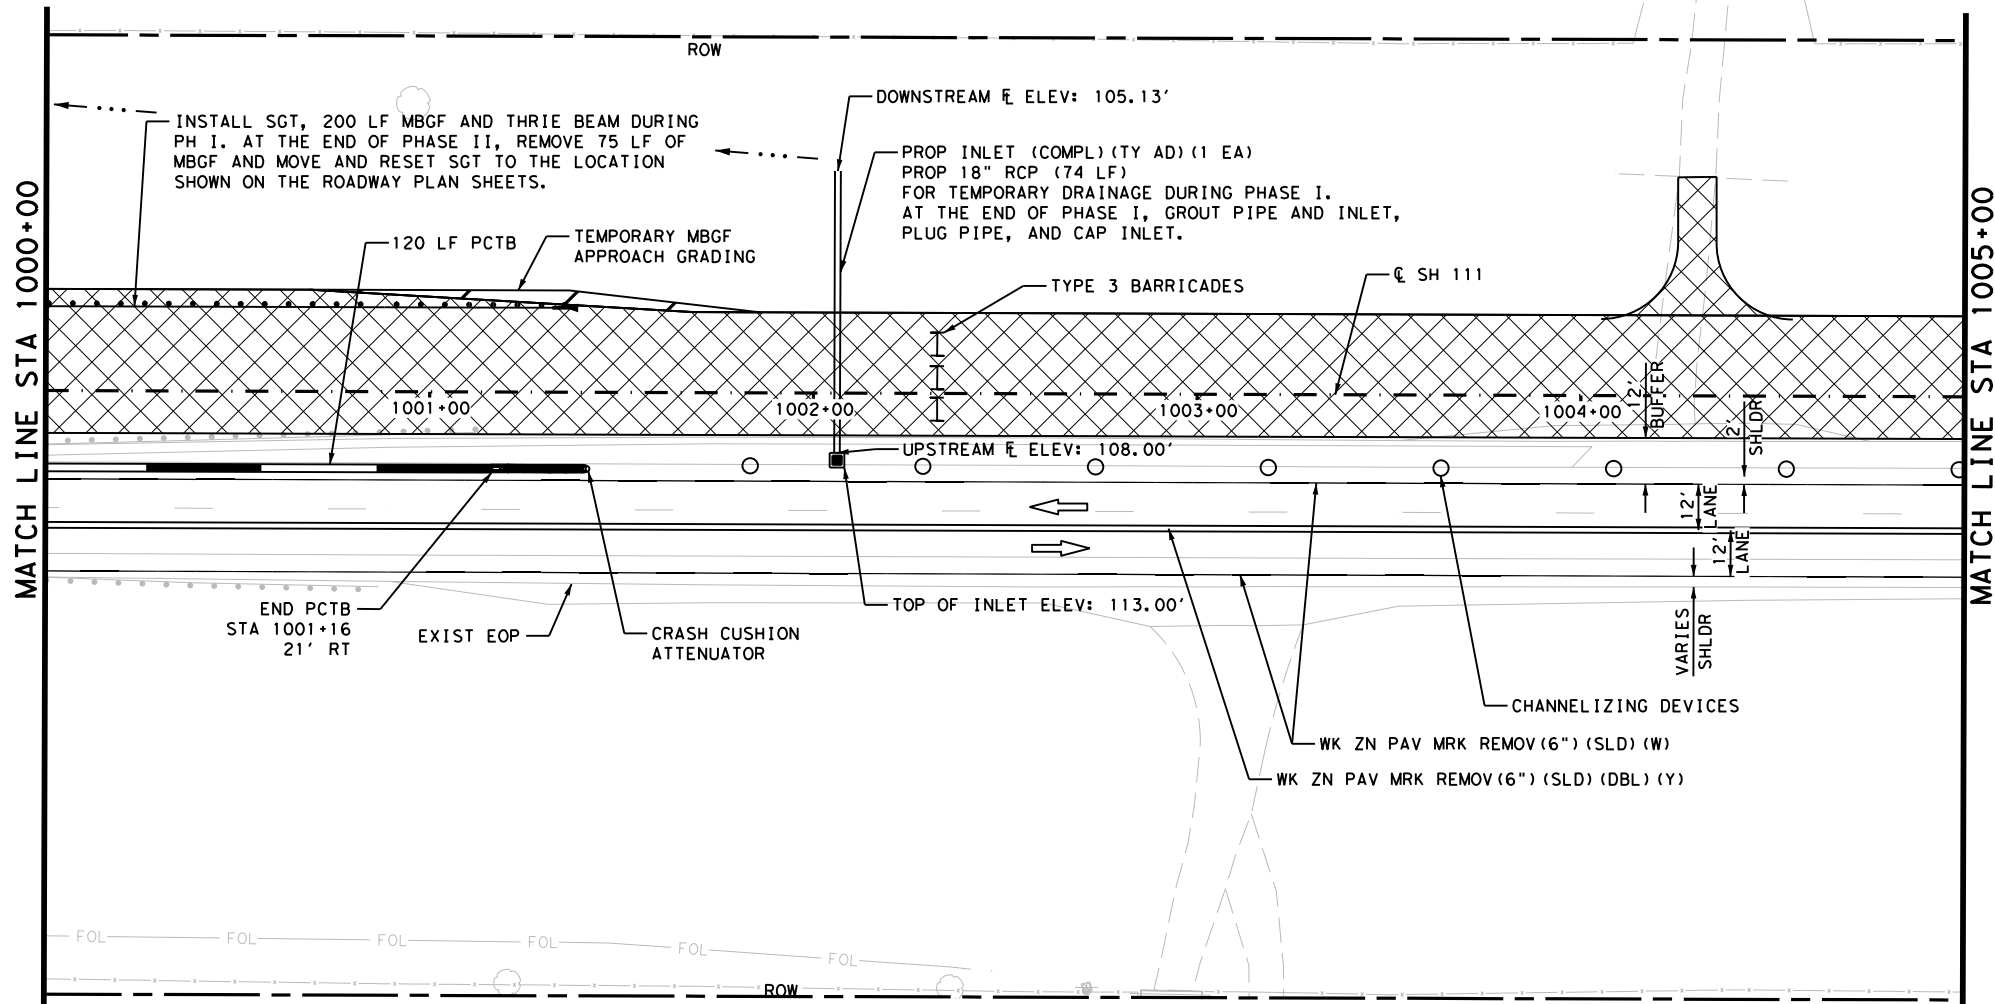 ROW
DOWNSTREAM FL ELEV: 105.13'
INSTALL SGT, 200 LF MBGF AND THRIE BEAM DURING
PH I. AT THE END OF PHASE II, REMOVE 75 LF OF
MBGF AND MOVE AND RESET SGT TO THE LOCATION
SHOWN ON THE ROADWAY PLAN SHEETS.
PROP INLET (COMPL)(TY AD)(1 EA)
PROP 18" RCP (74 LF)
FOR TEMPORARY DRAINAGE DURING PHASE I.
AT THE END OF PHASE I, GROUT PIPE AND INLET,
PLUG PIPE, AND CAP INLET.
MATCH LINE STA 1000+00
MATCH LINE STA 1005+00
120 LF PCTB
TEMPORARY MBGF
APPROACH GRADING
TYPE 3 BARRICADES
℄ SH 111
1001+00
1002+00
1003+00
1004+00
12'
BUFFER
2'
SHLDR
UPSTREAM FL ELEV: 108.00'
12'
LANE
12'
LANE
END PCTB
STA 1001+16
21' RT
EXIST EOP
CRASH CUSHION
ATTENUATOR
TOP OF INLET ELEV: 113.00'
VARIES
SHLDR
CHANNELIZING DEVICES
WK ZN PAV MRK REMOV(6")(SLD)(W)
WK ZN PAV MRK REMOV(6")(SLD)(DBL)(Y)
FOL
FOL
FOL
FOL
FOL
FOL
ROW